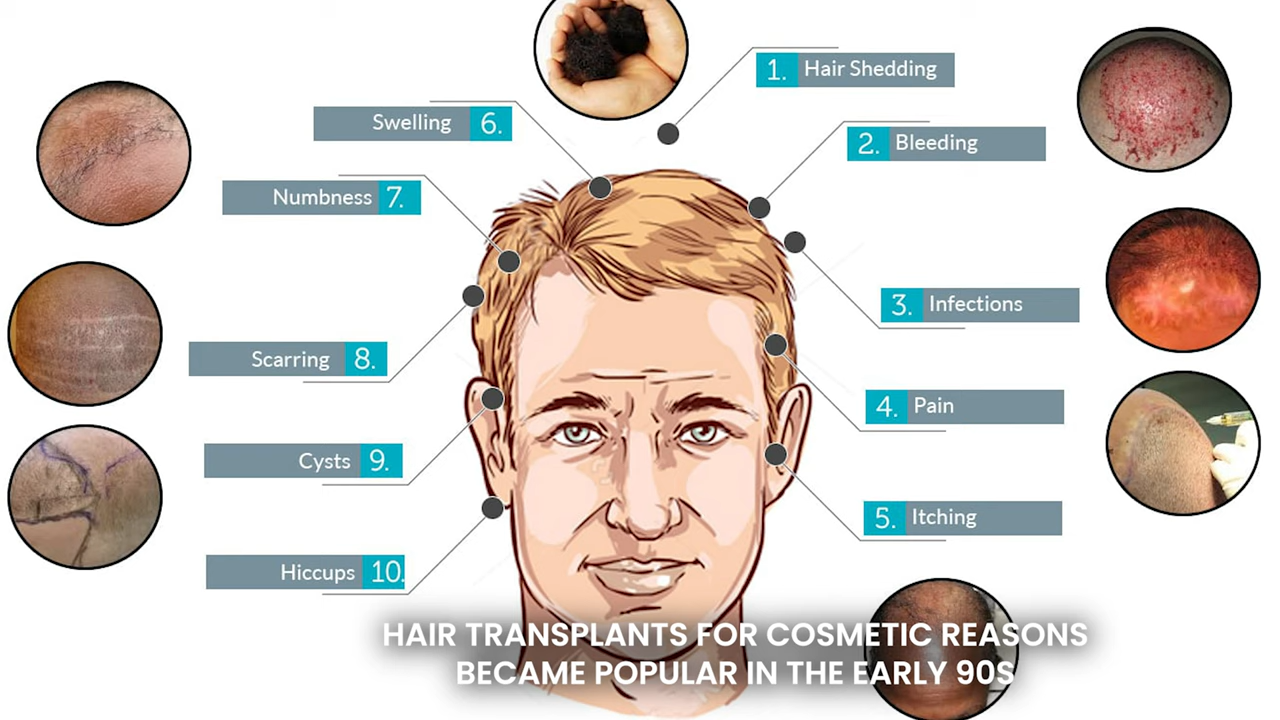 1. Hair Shedding
2. Bleeding
3. Infections
4. Pain
5. Itching
Swelling 6.
Numbness 7.
Scarring 8.
Cysts 9.
Hiccups 10.
HAIR TRANSPLANTS FOR COSMETIC REASONS
BECAME POPULAR IN THE EARLY 90S